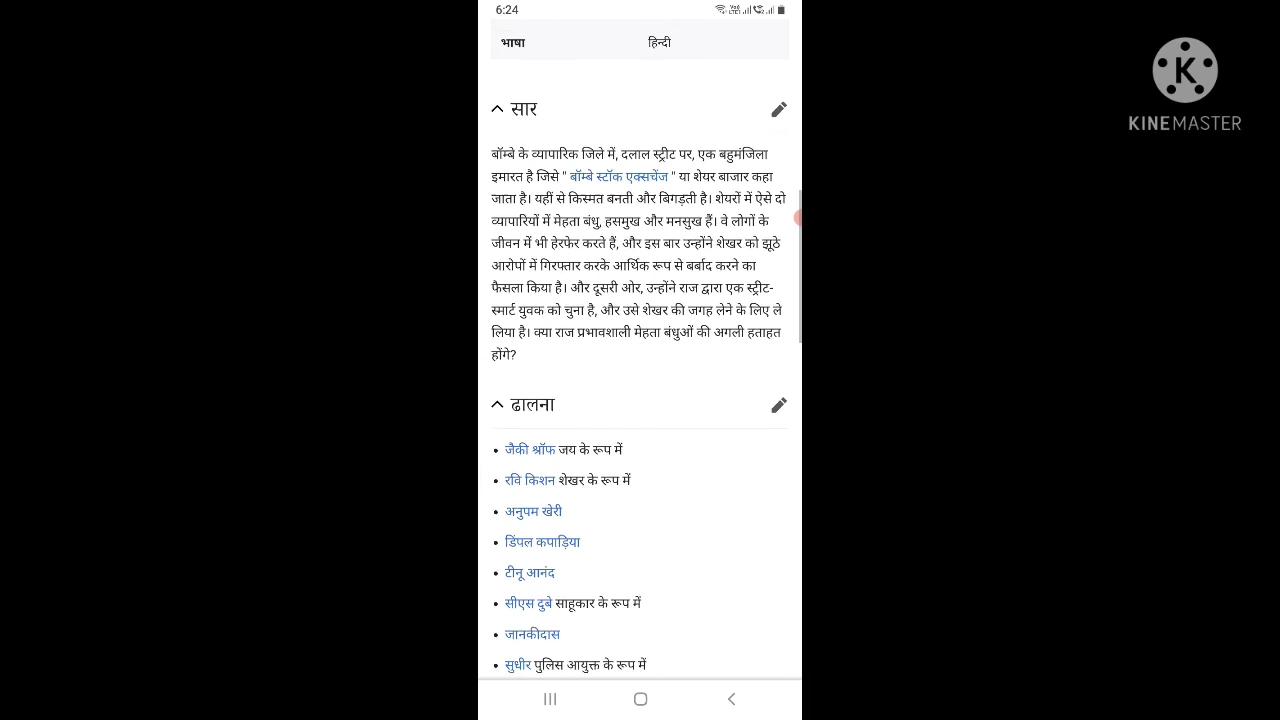 6:24
भाषा हिन्दी
सार
बॉम्बे के व्यापारिक जिले में, दलाल स्ट्रीट पर, एक बहुमंजिला
इमारत है जिसे " बॉम्बे स्टॉक एक्सचेंज " या शेयर बाजार कहा
जाता है। यहीं से किस्मत बनती और बिगड़ती है। शेयरों में ऐसे दो
व्यापारियों में मेहता बंधु, हसमुख और मनसुख हैं। वे लोगों के
जीवन में भी हेरफेर करते हैं, और इस बार उन्होंने शेखर को झूठे
आरोपों में गिरफ्तार करके आर्थिक रूप से बर्बाद करने का
फैसला किया है। और दूसरी ओर, उन्होंने राज द्वारा एक स्ट्रीट-
स्मार्ट युवक को चुना है, और उसे शेखर की जगह लेने के लिए ले
लिया है। क्या राज प्रभावशाली मेहता बंधुओं की अगली हताहत
होंगे?
ढालना
• जैकी श्रॉफ जय के रूप में
• रवि किशन शेखर के रूप में
• अनुपम खेरी
• डिंपल कपाड़िया
• टीनू आनंद
• सीएस दुबे साहूकार के रूप में
• जानकीदास
• सुधीर पुलिस आयुक्त के रूप में
K
KINEMASTER